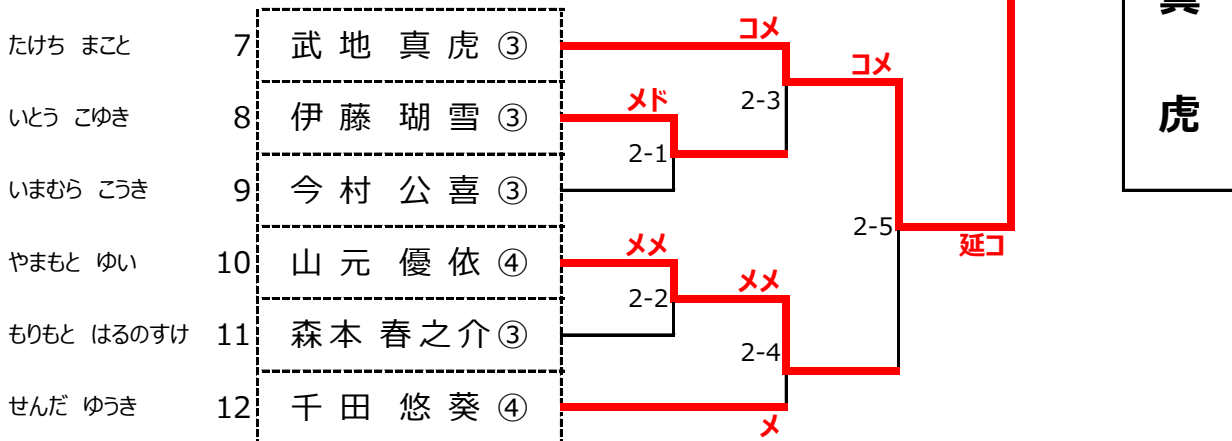 コメ
たけち まこと 7 武地 真虎 ③
コメ
いとう こゆき 8 伊藤 瑚雪 ③
メド
2-3
2-1
いまむら こうき 9 今村 公喜 ③
2-5
延コ
やまもと ゆい 10 山元 優依 ④
メメ
メメ
2-2
もりもと はるのすけ 11 森本 春之介 ③
2-4
せんだ ゆうき 12 千田 悠葵 ④
メ
真
虎